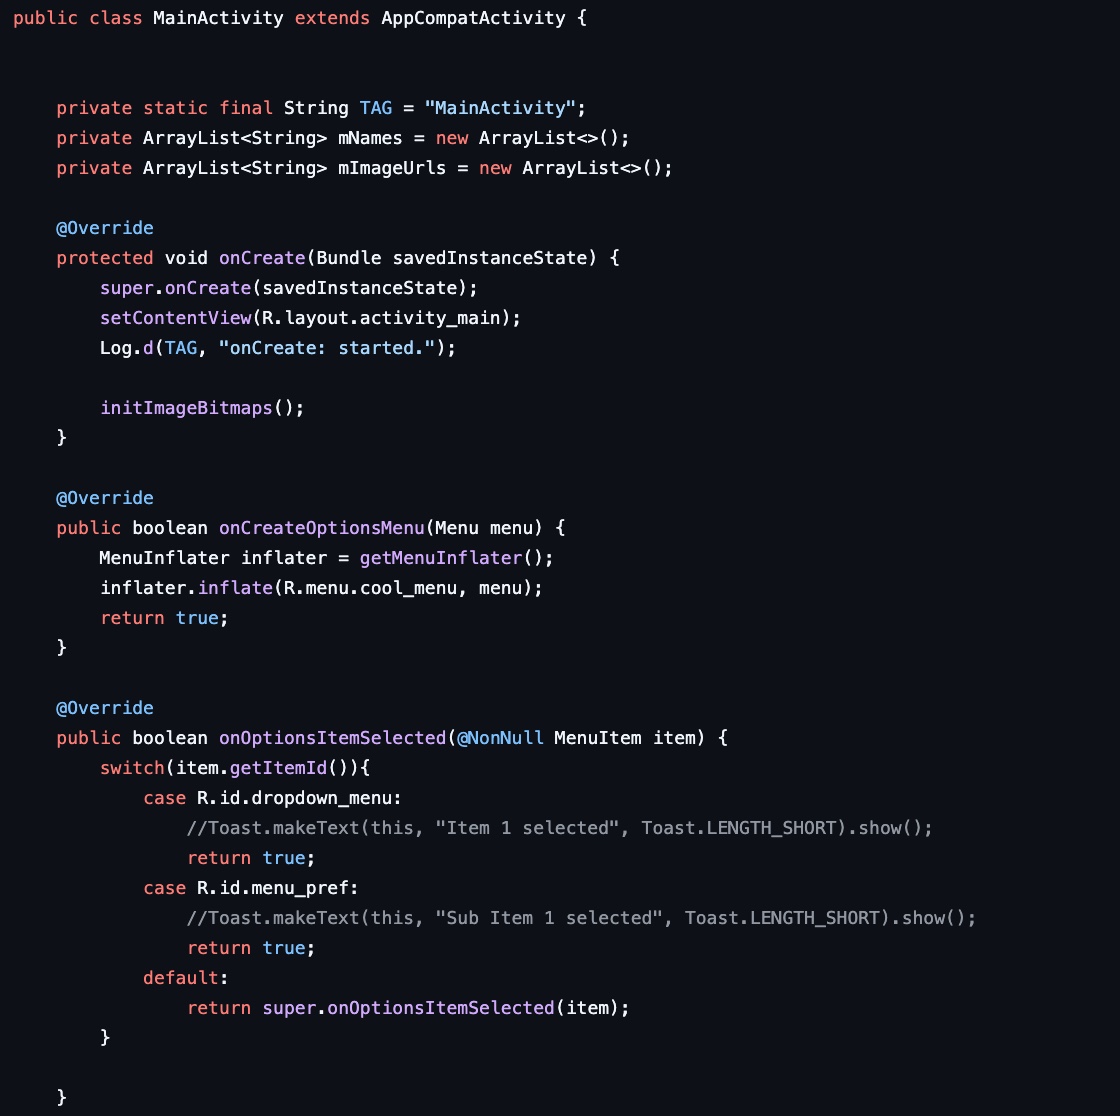 public class MainActivity extends AppCompatActivity {
    private static final String TAG = "MainActivity";
    private ArrayList<String> mNames = new ArrayList<>();
    private ArrayList<String> mImageUrls = new ArrayList<>();
    @Override
    protected void onCreate(Bundle savedInstanceState) {
        super.onCreate(savedInstanceState);
        setContentView(R.layout.activity_main);
        Log.d(TAG, "onCreate: started.");
        initImageBitmaps();
    }
    @Override
    public boolean onCreateOptionsMenu(Menu menu) {
        MenuInflater inflater = getMenuInflater();
        inflater.inflate(R.menu.cool_menu, menu);
        return true;
    }
    @Override
    public boolean onOptionsItemSelected(@NonNull MenuItem item) {
        switch(item.getItemId()){
            case R.id.dropdown_menu:
                //Toast.makeText(this, "Item 1 selected", Toast.LENGTH_SHORT).show();
                return true;
            case R.id.menu_pref:
                //Toast.makeText(this, "Sub Item 1 selected", Toast.LENGTH_SHORT).show();
                return true;
            default:
                return super.onOptionsItemSelected(item);
        }
    }